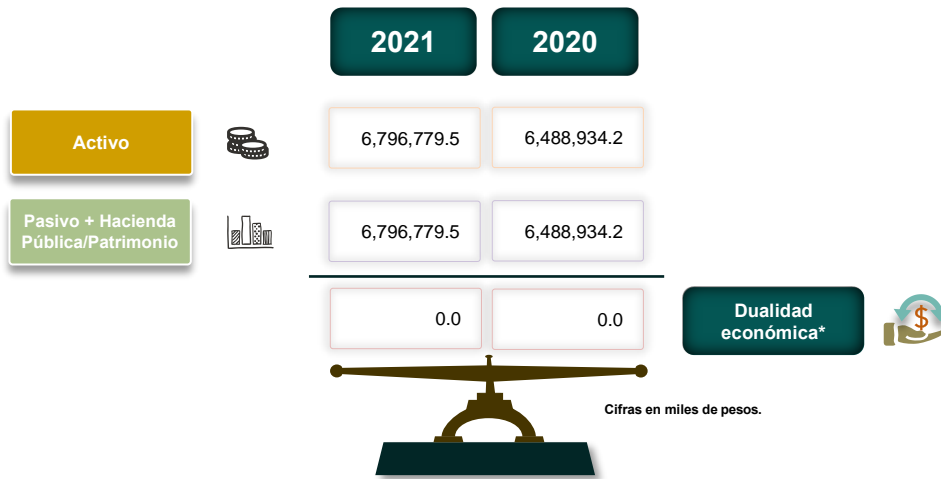 2021 2020
Activo 6,796,779.5 6,488,934.2
Pasivo + Hacienda
Pública/Patrimonio 6,796,779.5 6,488,934.2
0.0 0.0
Dualidad
económica*
$
Cifras en miles de pesos.